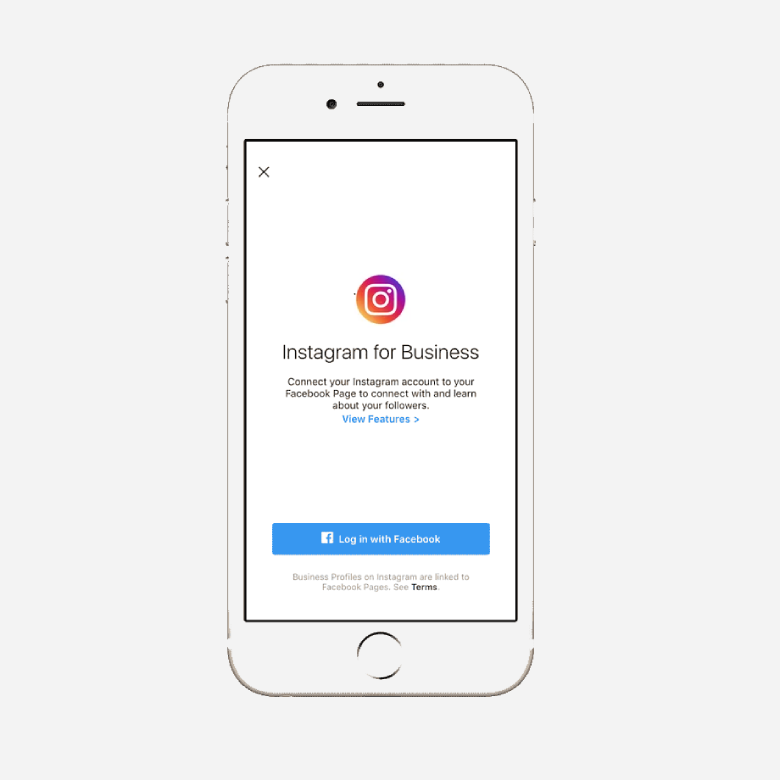 Instagram for Business
Connect your Instagram account to your
Facebook Page to connect with and learn
about your followers.
View Features >
Log in with Facebook
Business Profiles on Instagram are linked to
Facebook Pages. See Terms.